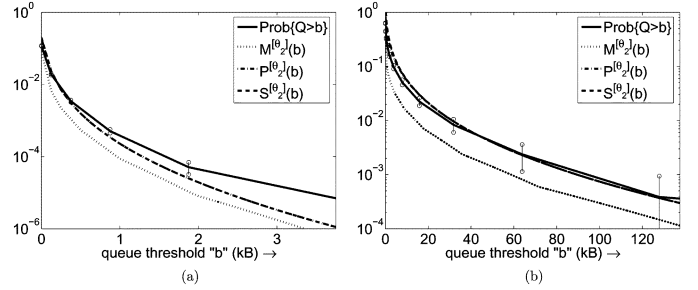 10^0
10^-2
10^-4
10^-6
0 1 2 3
Prob{Q>b}
M^[θ2](b)
P^[θ2](b)
S^[θ2](b)
queue threshold "b" (kB) →
(a)
10^0
10^-1
10^-2
10^-3
10^-4
0 20 40 60 80 100 120
Prob{Q>b}
M^[θ2](b)
P^[θ2](b)
S^[θ2](b)
queue threshold "b" (kB) →
(b)